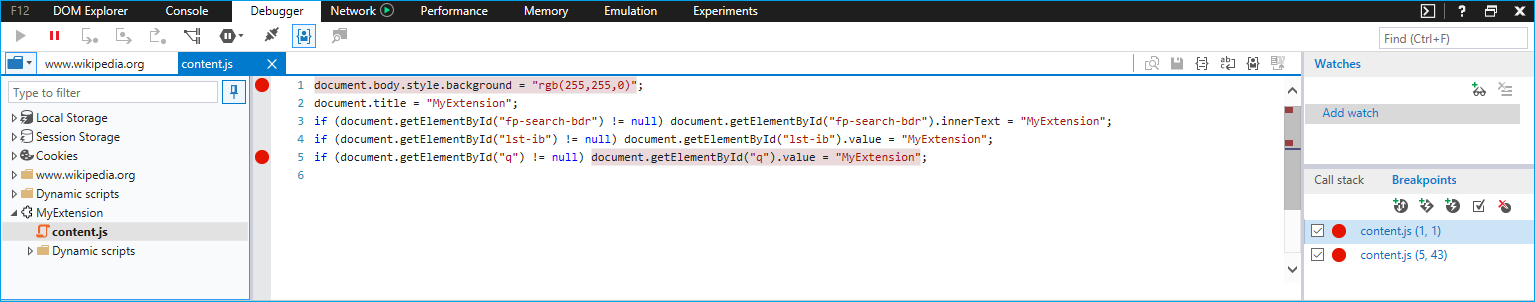 F12 DOM Explorer Console Debugger Network Performance Memory Emulation Experiments ?
Find (Ctrl+F)
www.wikipedia.org content.js
Type to filter
Local Storage
Session Storage
Cookies
www.wikipedia.org
Dynamic scripts
MyExtension
content.js
Dynamic scripts
1 document.body.style.background = "rgb(255,255,0)";
2 document.title = "MyExtension";
3 if (document.getElementById("fp-search-bdr") != null) document.getElementById("fp-search-bdr").innerText = "MyExtension";
4 if (document.getElementById("lst-ib") != null) document.getElementById("lst-ib").value = "MyExtension";
5 if (document.getElementById("q") != null) document.getElementById("q").value = "MyExtension";
6
Watches
Add watch
Call stack Breakpoints
content.js (1, 1)
content.js (5, 43)